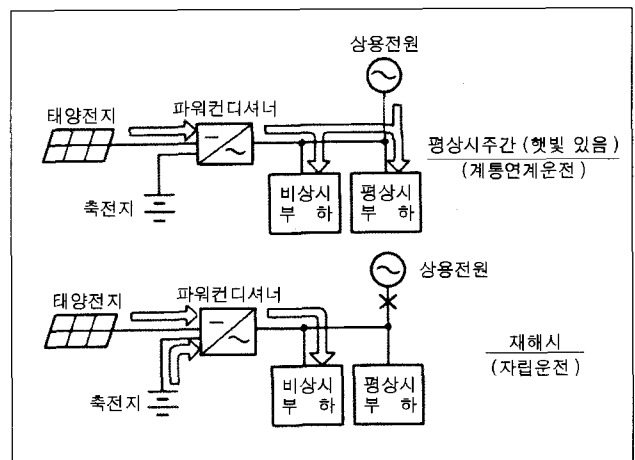 상용전원
태양전지
파워컨디셔너
평상시주간 (햇빛 있음)
(계통연계운전)
축전지
비상시
부 하
평상시
부 하
상용전원
태양전지
파워컨디셔너
재해시
(자립운전)
축전지
비상시
부 하
평상시
부 하